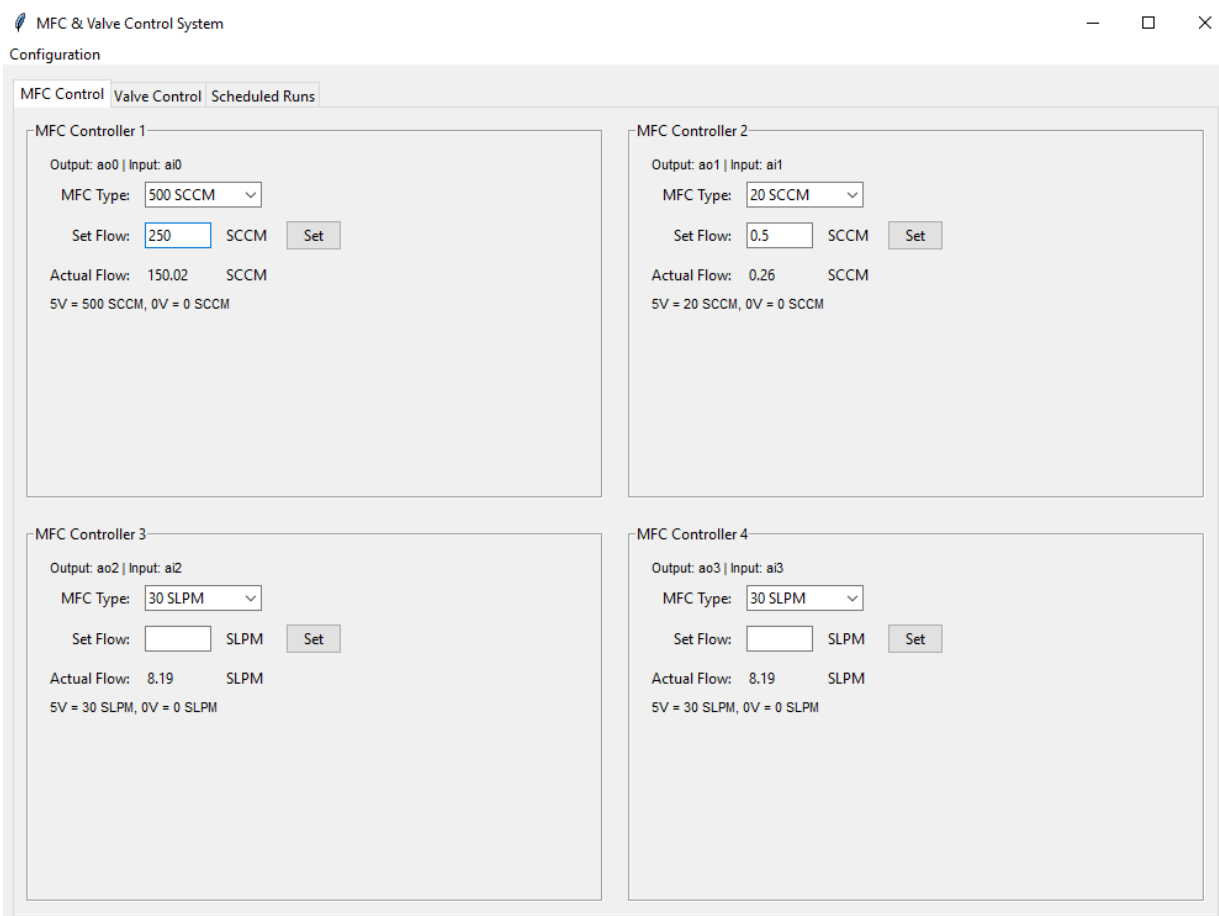 MFC & Valve Control System
Configuration
MFC Control Valve Control Scheduled Runs
MFC Controller 1
Output: ao0 | Input: ai0
MFC Type: 500 SCCM
Set Flow: 250 SCCM Set
Actual Flow: 150.02 SCCM
5V = 500 SCCM, 0V = 0 SCCM
MFC Controller 2
Output: ao1 | Input: ai1
MFC Type: 20 SCCM
Set Flow: 0.5 SCCM Set
Actual Flow: 0.26 SCCM
5V = 20 SCCM, 0V = 0 SCCM
MFC Controller 3
Output: ao2 | Input: ai2
MFC Type: 30 SLPM
Set Flow: SLPM Set
Actual Flow: 8.19 SLPM
5V = 30 SLPM, 0V = 0 SLPM
MFC Controller 4
Output: ao3 | Input: ai3
MFC Type: 30 SLPM
Set Flow: SLPM Set
Actual Flow: 8.19 SLPM
5V = 30 SLPM, 0V = 0 SLPM